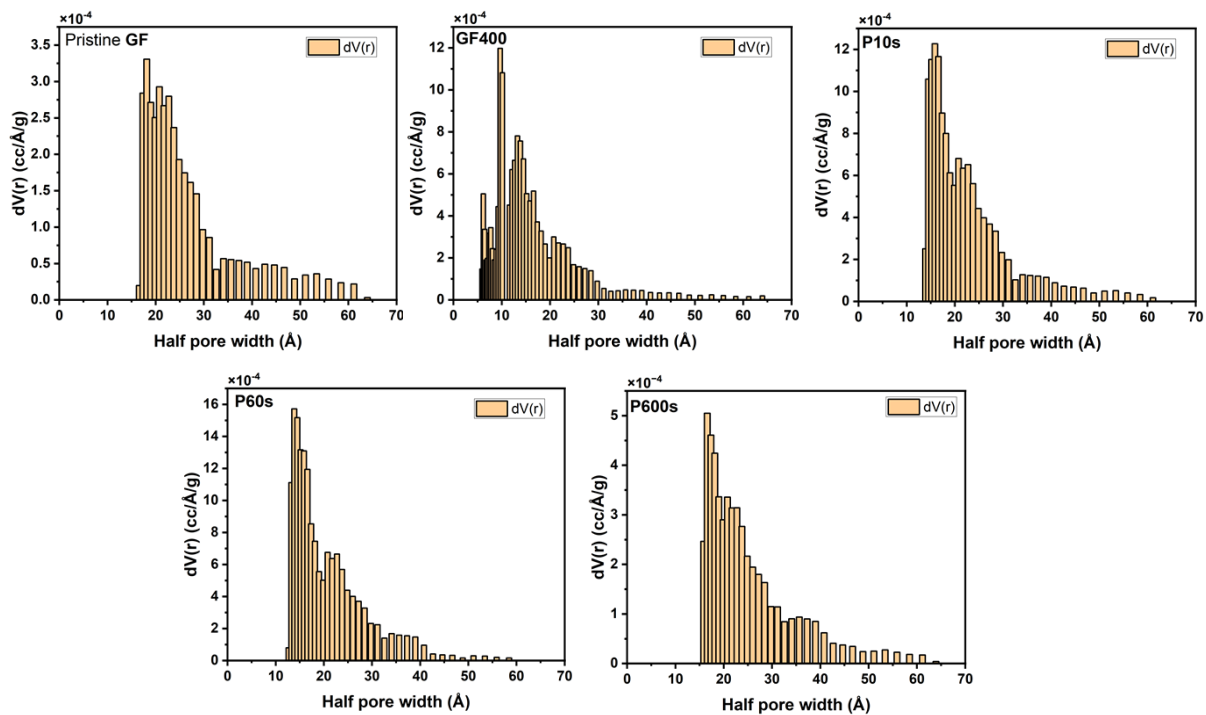 ×10⁻⁴
Pristine GF
dV(r)
dV(r) (cc/Å/g)
3.5
3.0
2.5
2.0
1.5
1.0
0.5
0.0
0 10 20 30 40 50 60 70
Half pore width (Å)
×10⁻⁴
GF400
dV(r)
dV(r) (cc/Å/g)
12
10
8
6
4
2
0
0 10 20 30 40 50 60 70
Half pore width (Å)
×10⁻⁴
P10s
dV(r)
dV(r) (cc/Å/g)
12
10
8
6
4
2
0
0 10 20 30 40 50 60 70
Half pore width (Å)
×10⁻⁴
P60s
dV(r)
dV(r) (cc/Å/g)
16
14
12
10
8
6
4
2
0
0 10 20 30 40 50 60 70
Half pore width (Å)
×10⁻⁴
P600s
dV(r)
dV(r) (cc/Å/g)
5
4
3
2
1
0
0 10 20 30 40 50 60 70
Half pore width (Å)